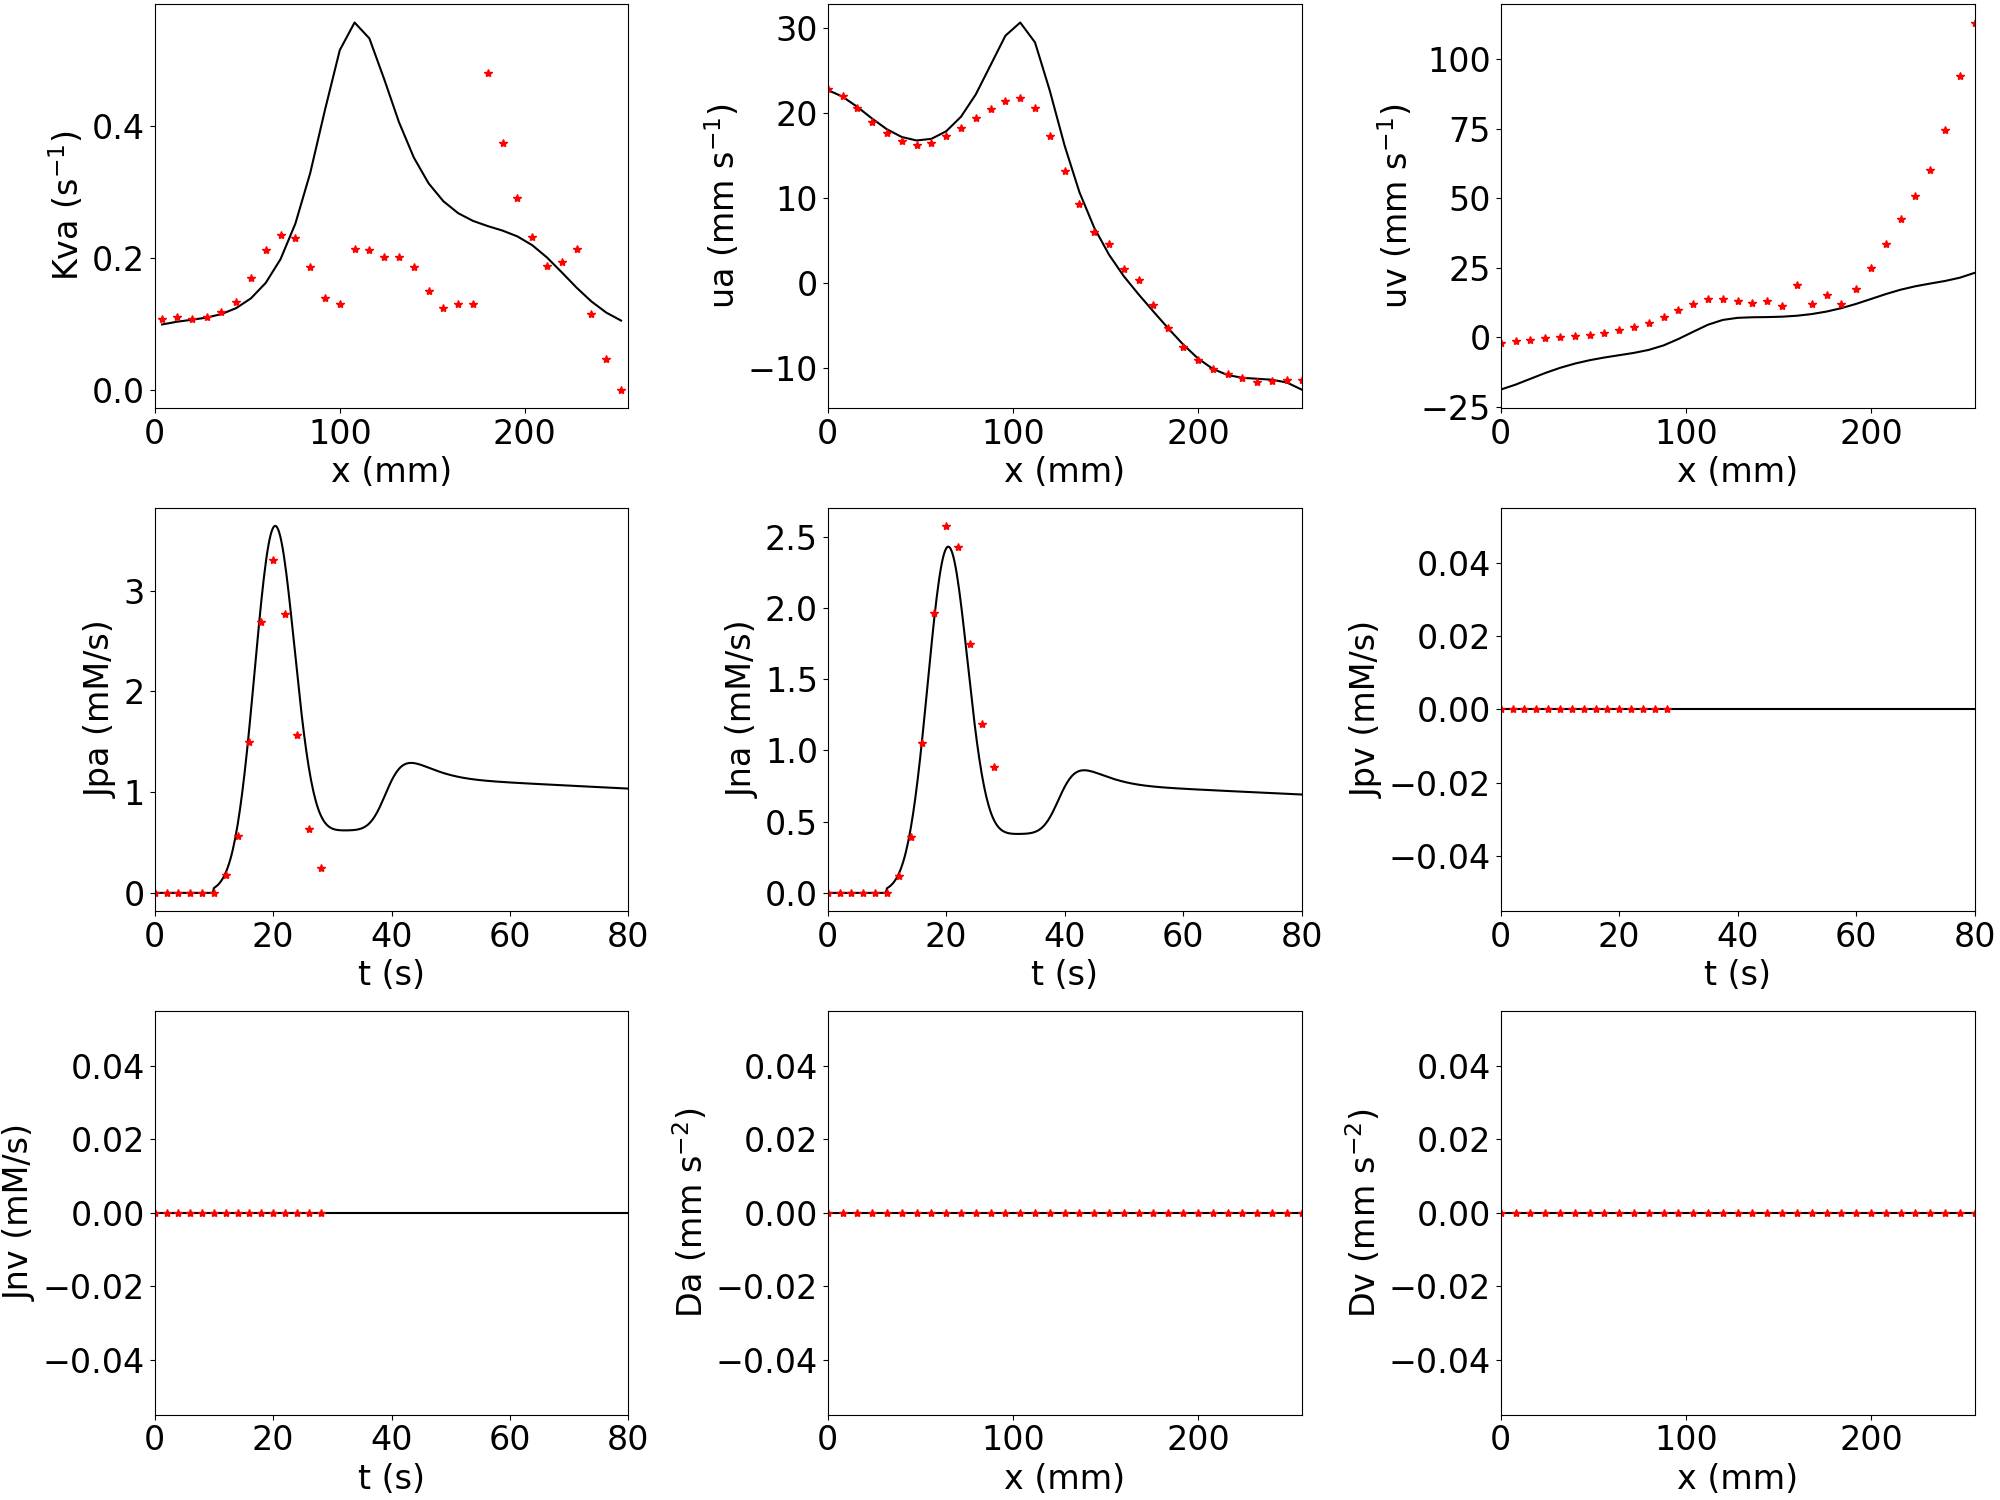 Kva (s⁻¹)
0.4
0.2
0.0
0 100 200
x (mm)
ua (mm s⁻¹)
30
20
10
0
−10
0 100 200
x (mm)
uv (mm s⁻¹)
100
75
50
25
0
−25
0 100 200
x (mm)
Jpa (mM/s)
3
2
1
0
0 20 40 60 80
t (s)
Jna (mM/s)
2.5
2.0
1.5
1.0
0.5
0.0
0 20 40 60 80
t (s)
Jpv (mM/s)
0.04
0.02
0.00
−0.02
−0.04
0 20 40 60 80
t (s)
Jnv (mM/s)
0.04
0.02
0.00
−0.02
−0.04
0 20 40 60 80
t (s)
Da (mm s⁻²)
0.04
0.02
0.00
−0.02
−0.04
0 100 200
x (mm)
Dv (mm s⁻²)
0.04
0.02
0.00
−0.02
−0.04
0 100 200
x (mm)